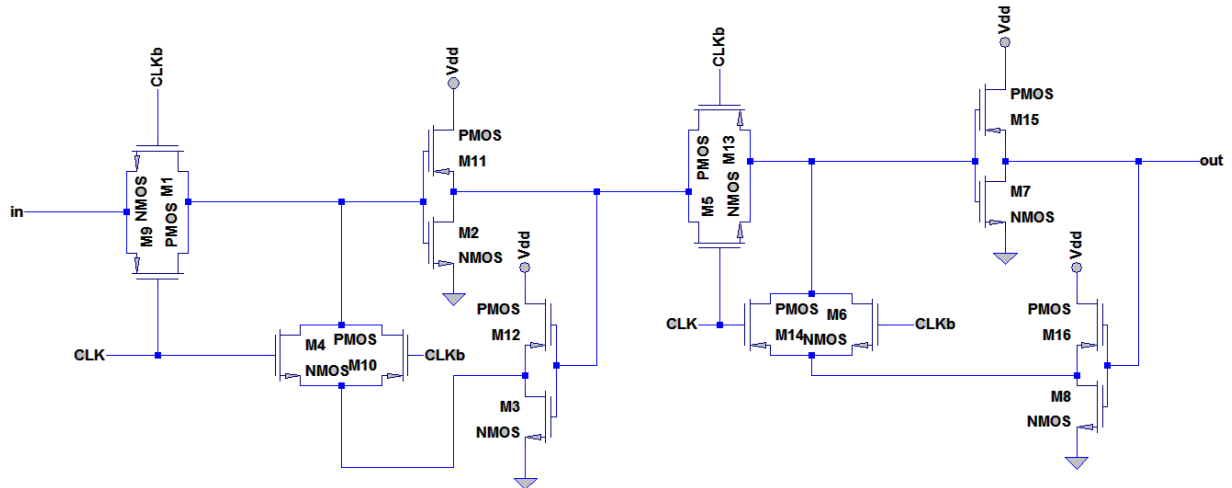 CLKb
Vdd
CLKb
Vdd
PMOS
M11
M2
NMOS
NMOS
M1
M9
PMOS
in
PMOS
M13
M5
NMOS
PMOS
M15
M7
NMOS
out
Vdd
PMOS
M12
M3
NMOS
CLK
M4
PMOS
NMOS
M10
CLKb
CLK
PMOS
M6
M14
NMOS
CLKb
Vdd
PMOS
M16
M8
NMOS